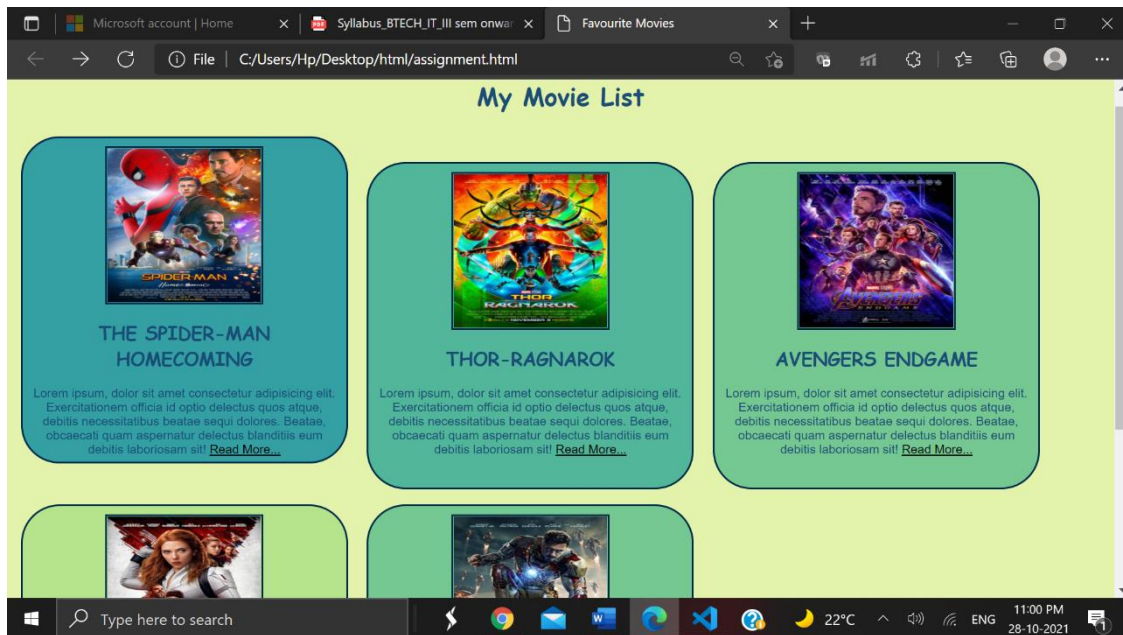 Microsoft account | Home
Syllabus_BTECH_IT_III sem onwar
Favourite Movies
File
C:/Users/Hp/Desktop/html/assignment.html
My Movie List
SPIDER-MAN
HOMECOMING
THE SPIDER-MAN
HOMECOMING
Lorem ipsum, dolor sit amet consectetur adipisicing elit.
Exercitationem officia id optio delectus quos atque,
debitis necessitatibus beatae sequi dolores. Beatae,
obcaecati quam aspernatur delectus blanditiis eum
debitis laboriosam sit! Read More...
THOR
RAGNAROK
THOR-RAGNAROK
Lorem ipsum, dolor sit amet consectetur adipisicing elit.
Exercitationem officia id optio delectus quos atque,
debitis necessitatibus beatae sequi dolores. Beatae,
obcaecati quam aspernatur delectus blanditiis eum
debitis laboriosam sit! Read More...
AVENGERS
ENDGAME
AVENGERS ENDGAME
Lorem ipsum, dolor sit amet consectetur adipisicing elit.
Exercitationem officia id optio delectus quos atque,
debitis necessitatibus beatae sequi dolores. Beatae,
obcaecati quam aspernatur delectus blanditiis eum
debitis laboriosam sit! Read More...
Type here to search
22°C
ENG
11:00 PM
28-10-2021